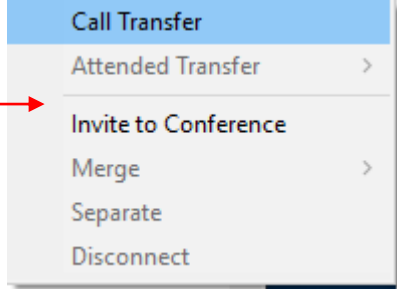 Call Transfer
Attended Transfer
Invite to Conference
Merge
Separate
Disconnect